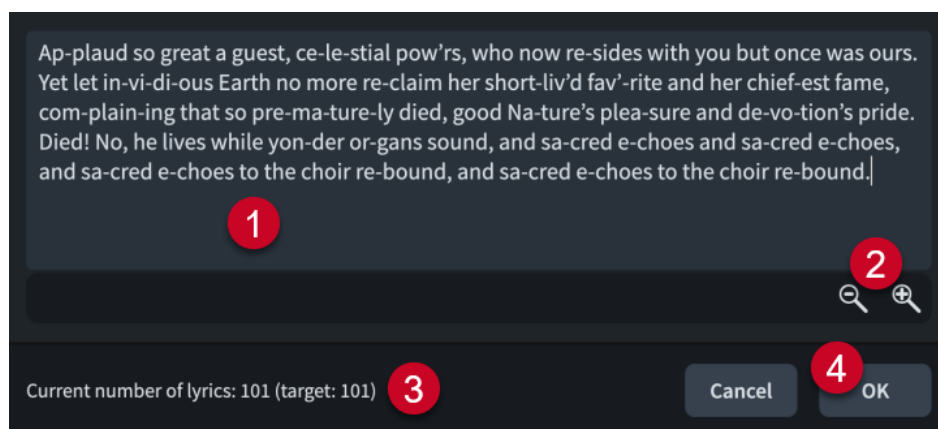 Ap-plaud so great a guest, ce-le-stial pow’rs, who now re-sides with you but once was ours.
Yet let in-vi-di-ous Earth no more re-claim her short-liv’d fav’-rite and her chief-est fame,
com-plain-ing that so pre-ma-ture-ly died, good Na-ture’s plea-sure and de-vo-tion’s pride.
Died! No, he lives while yon-der or-gans sound, and sa-cred e-choes and sa-cred e-choes,
and sa-cred e-choes to the choir re-bound, and sa-cred e-choes to the choir re-bound.
1
2
Current number of lyrics: 101 (target: 101)
3
Cancel
4
OK